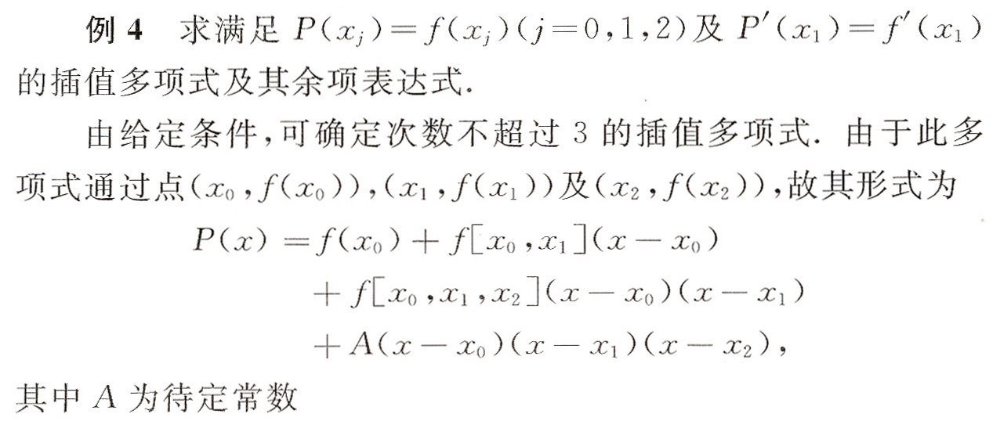 例 4 求满足 P(x_j)=f(x_j)(j=0,1,2)及 P′(x_1)=f′(x_1)
的插值多项式及其余项表达式.
由给定条件,可确定次数不超过 3 的插值多项式. 由于此多
项式通过点(x_0,f(x_0)),(x_1,f(x_1))及(x_2,f(x_2)),故其形式为
P(x) =f(x_0)+f[x_0,x_1](x-x_0)
+f[x_0,x_1,x_2](x-x_0)(x-x_1)
+A(x-x_0)(x-x_1)(x-x_2),
其中 A 为待定常数